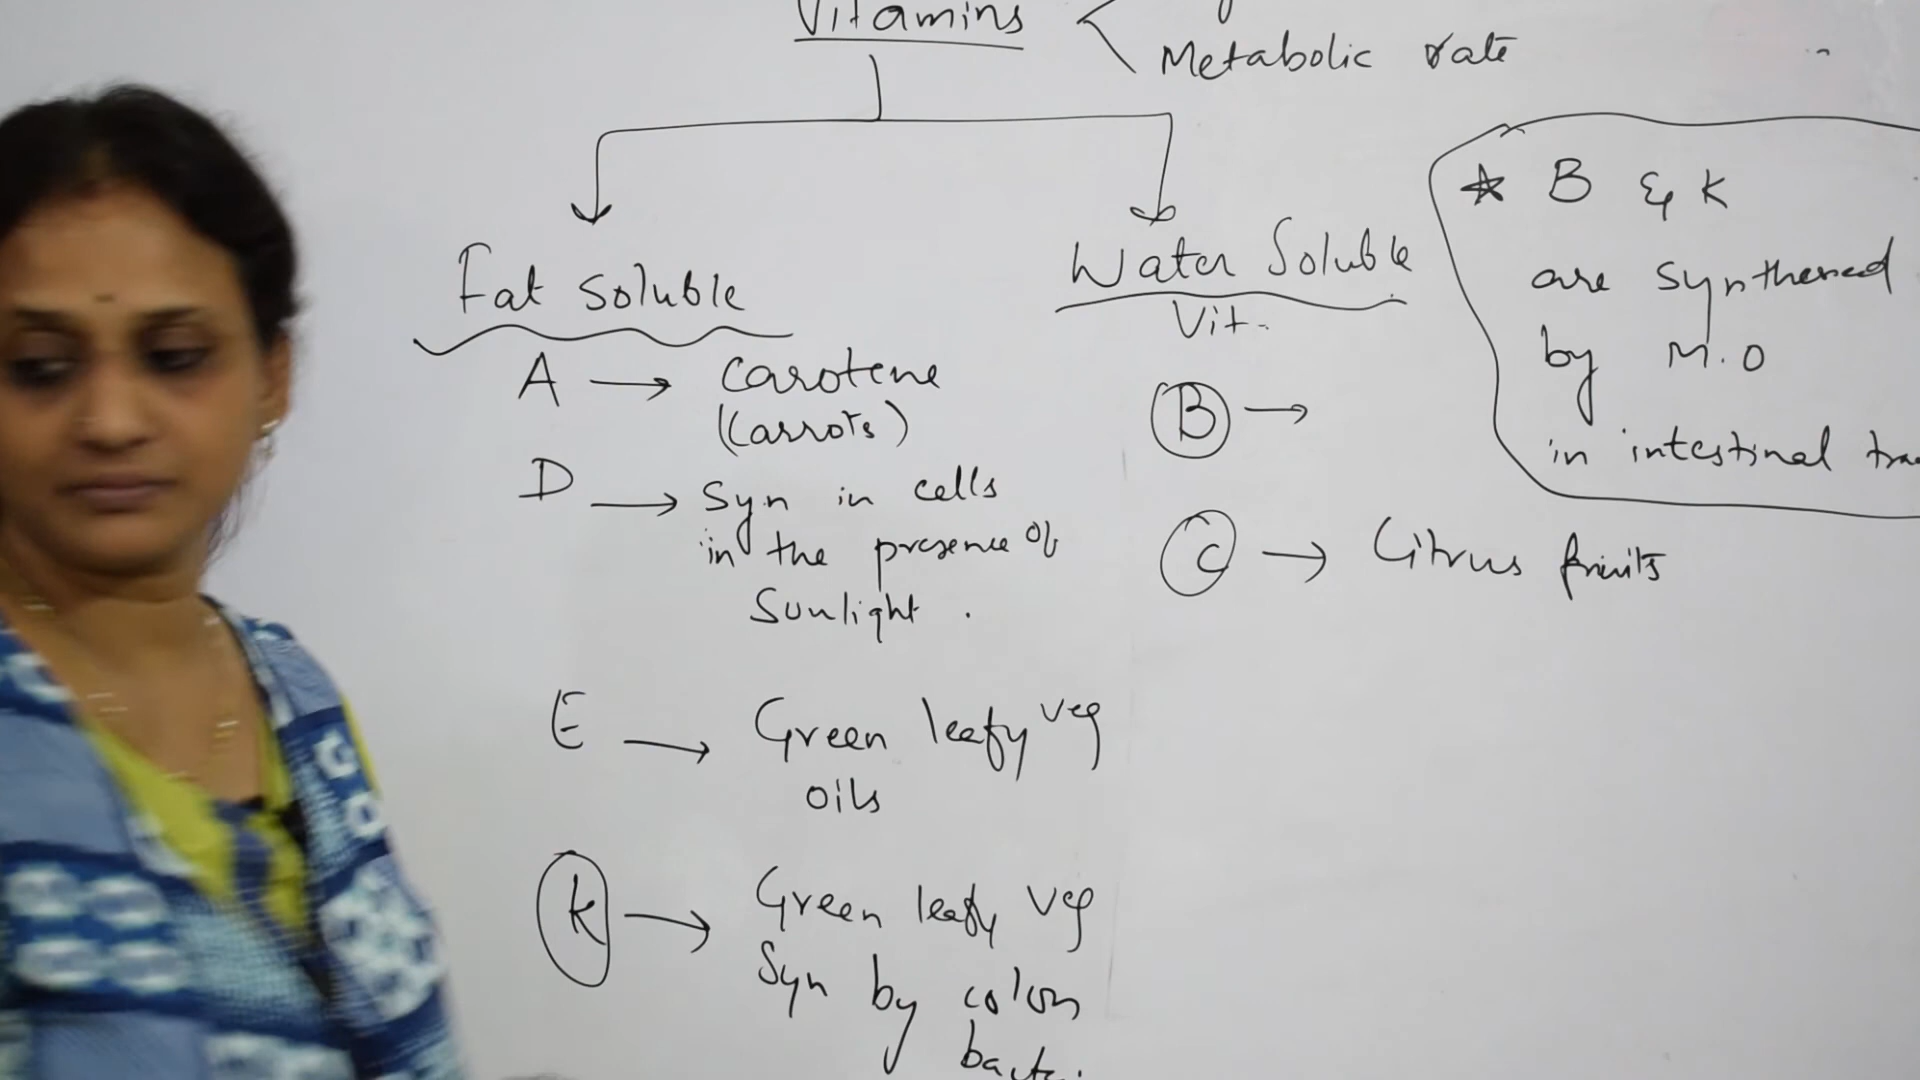 Vitamins
Metabolic rate
Fat soluble
A → Carotene
(Carrots)
D → Syn in cells
in the presence of
Sunlight .
E → Green leafy veg
oils
K → Green leafy veg
Syn by colon
Water Soluble
Vit.
B →
C → Citrus fruits
☆ B & K
are synthesed
by M.O
in intestinal